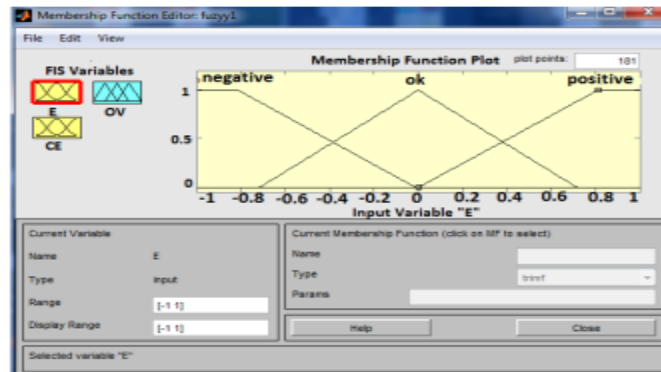 Membership Function Editor: fuzyy1
File Edit View
FIS Variables
E
OV
CE
Membership Function Plot
plot points:
181
negative
ok
positive
1
0.5
0
-1 -0.8 -0.6 -0.4 -0.2 0 0.2 0.4 0.6 0.8 1
Input Variable "E"
Current Variable
Name E
Type input
Range [-1 1]
Display Range [-1 1]
Current Membership Function (click on MF to select)
Name
Type trimf
Params
Help Close
Selected variable "E"